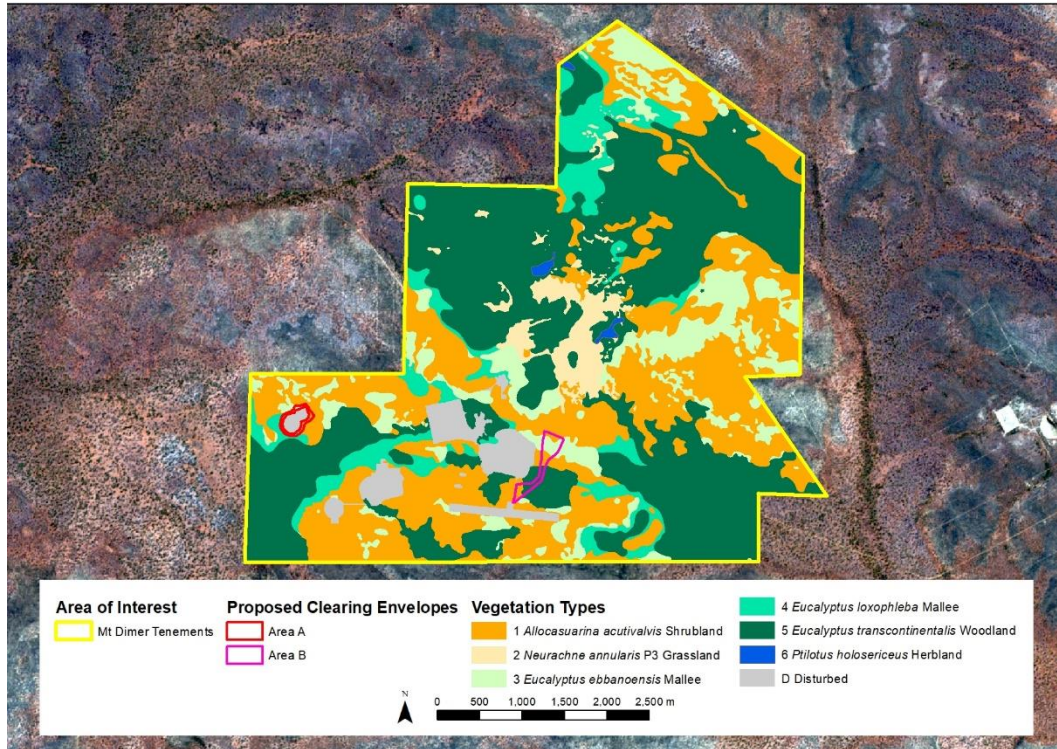 Area of Interest
Mt Dimer Tenements
Proposed Clearing Envelopes
Area A
Area B
Vegetation Types
1 Allocasuarina acutivalvis Shrubland
2 Neurachne annularis P3 Grassland
3 Eucalyptus ebbanoensis Mallee
4 Eucalyptus loxophleba Mallee
5 Eucalyptus transcontinentalis Woodland
6 Ptilotus holosericeus Herbland
D Disturbed
N
0 500 1,000 1,500 2,000 2,500 m